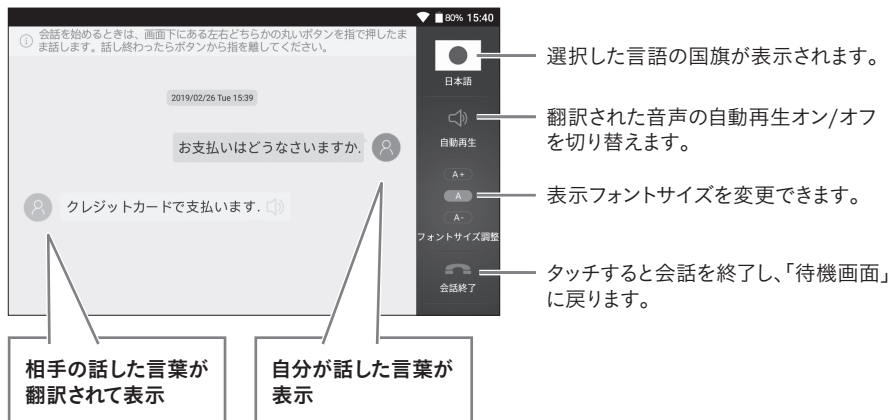 80% 15:40
会話を始めるときは、画面下にある左右どちらかの丸いボタンを指で押したま
ま話します。話し終わったらボタンから指を離してください。
2019/02/26 Tue 15:39
お支払いはどうなさいますか.
クレジットカードで支払います.
日本語
自動再生
A+
A
A-
フォントサイズ調整
会話終了
選択した言語の国旗が表示されます。
翻訳された音声の自動再生オン/オフ
を切り替えます。
表示フォントサイズを変更できます。
タッチすると会話を終了し、「待機画面」
に戻ります。
相手の話した言葉が
翻訳されて表示
自分が話した言葉が
表示